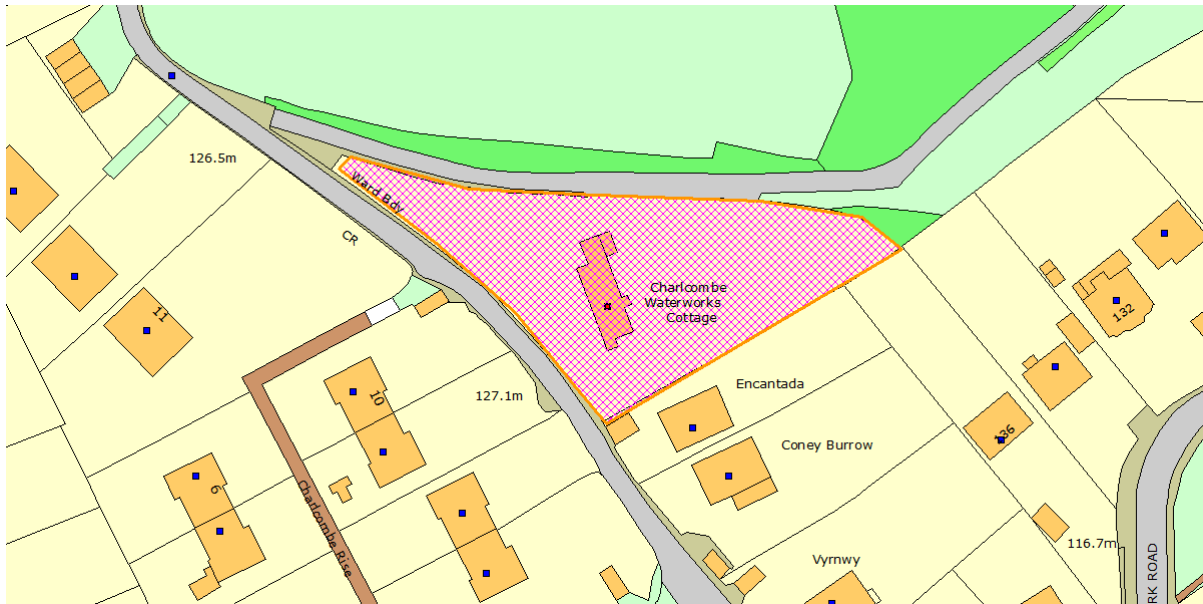 126.5m
Ward Bdy
CR
11
Charlcombe
Waterworks
Cottage
132
127.1m
10
Encantada
136
Coney Burrow
6
Charlcombe Rise
116.7m
Vyrnwy
RK ROAD